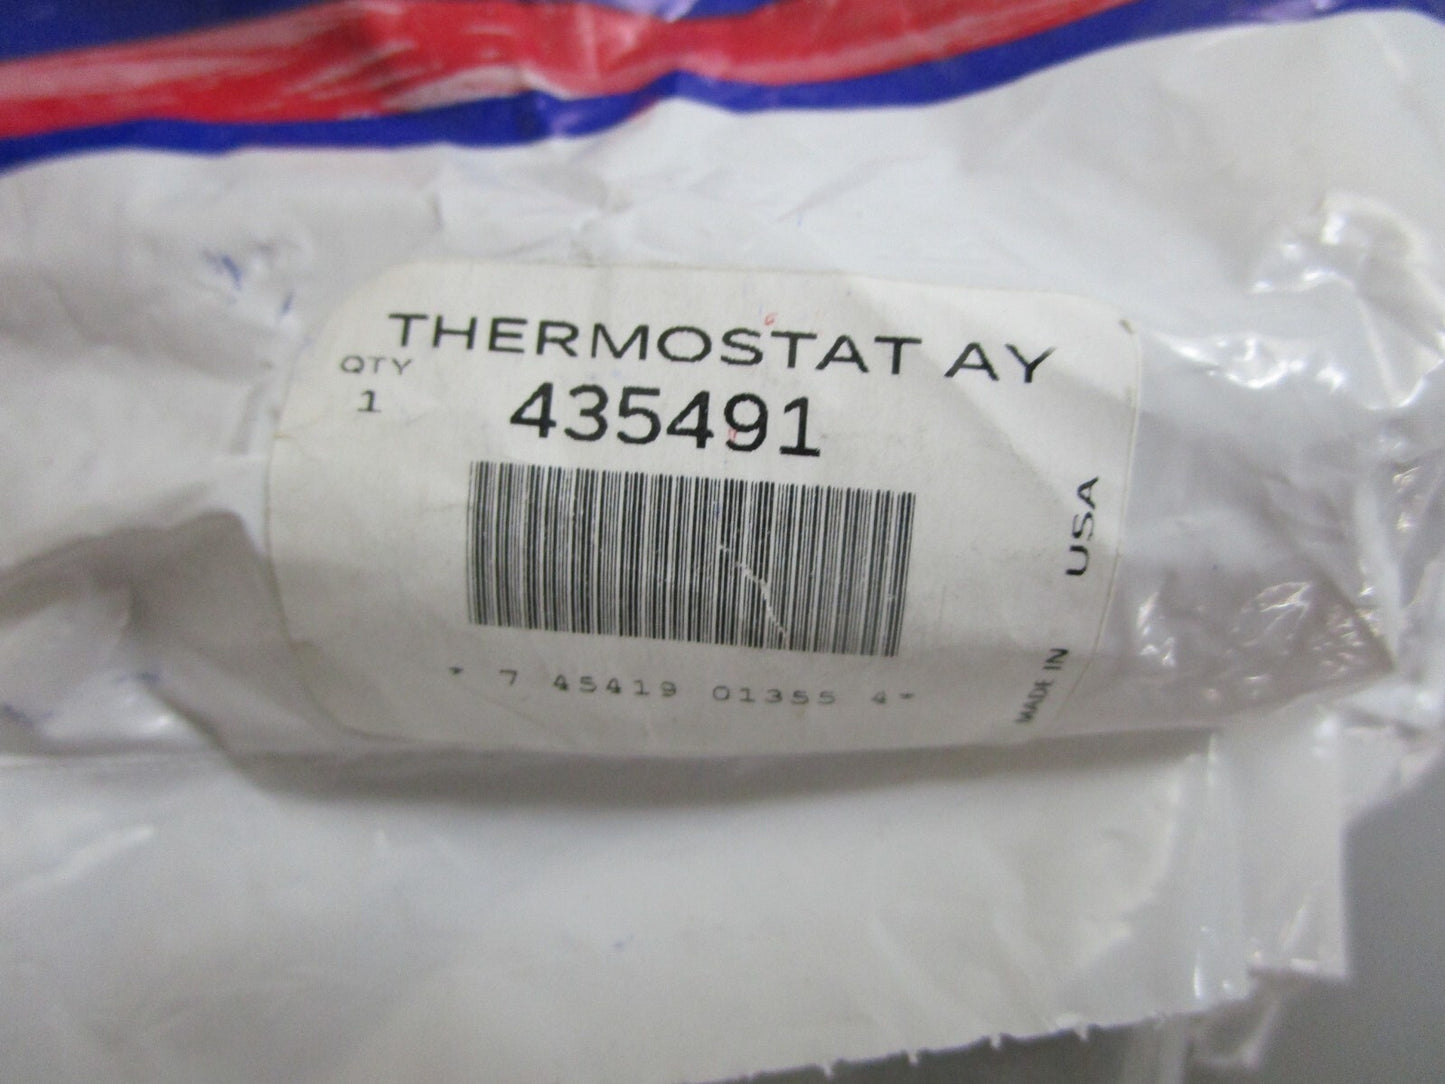 THERMOSTAT AY
QTY
1
435491
* 7 45419 01355 4*
MADE IN USA